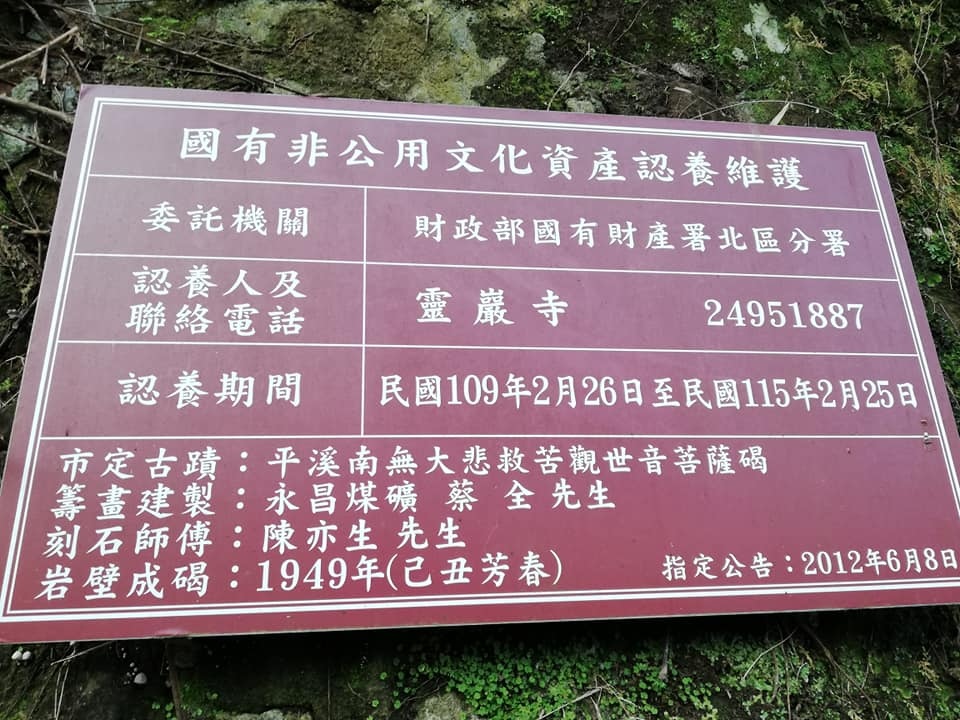 國有非公用文化資產認養維護
委託機關
財政部國有財產署北區分署
認養人及
聯絡電話
靈巖寺 24951887
認養期間
民國109年2月26日至民國115年2月25日
市定古蹟：平溪南無大悲救苦觀世音菩薩碣
籌畫建製：永昌煤礦 蔡 全 先生
刻石師傅：陳亦生 先生
岩壁成碣：1949年(己丑芳春)
指定公告：2012年6月8日